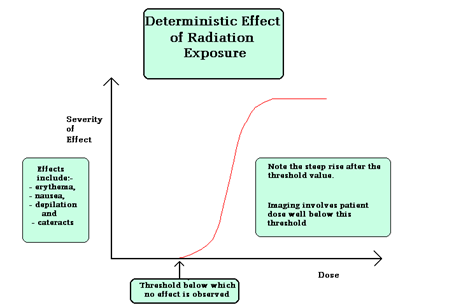 Deterministic Effect
of Radiation
Exposure
Severity
of
Effect
Effects
include:-
- erythema,
- nausea,
- depilation
and
- cataracts
Note the steep rise after the
threshold value.
Imaging involves patient
dose well below this
threshold
Dose
Threshold below which
no effect is observed